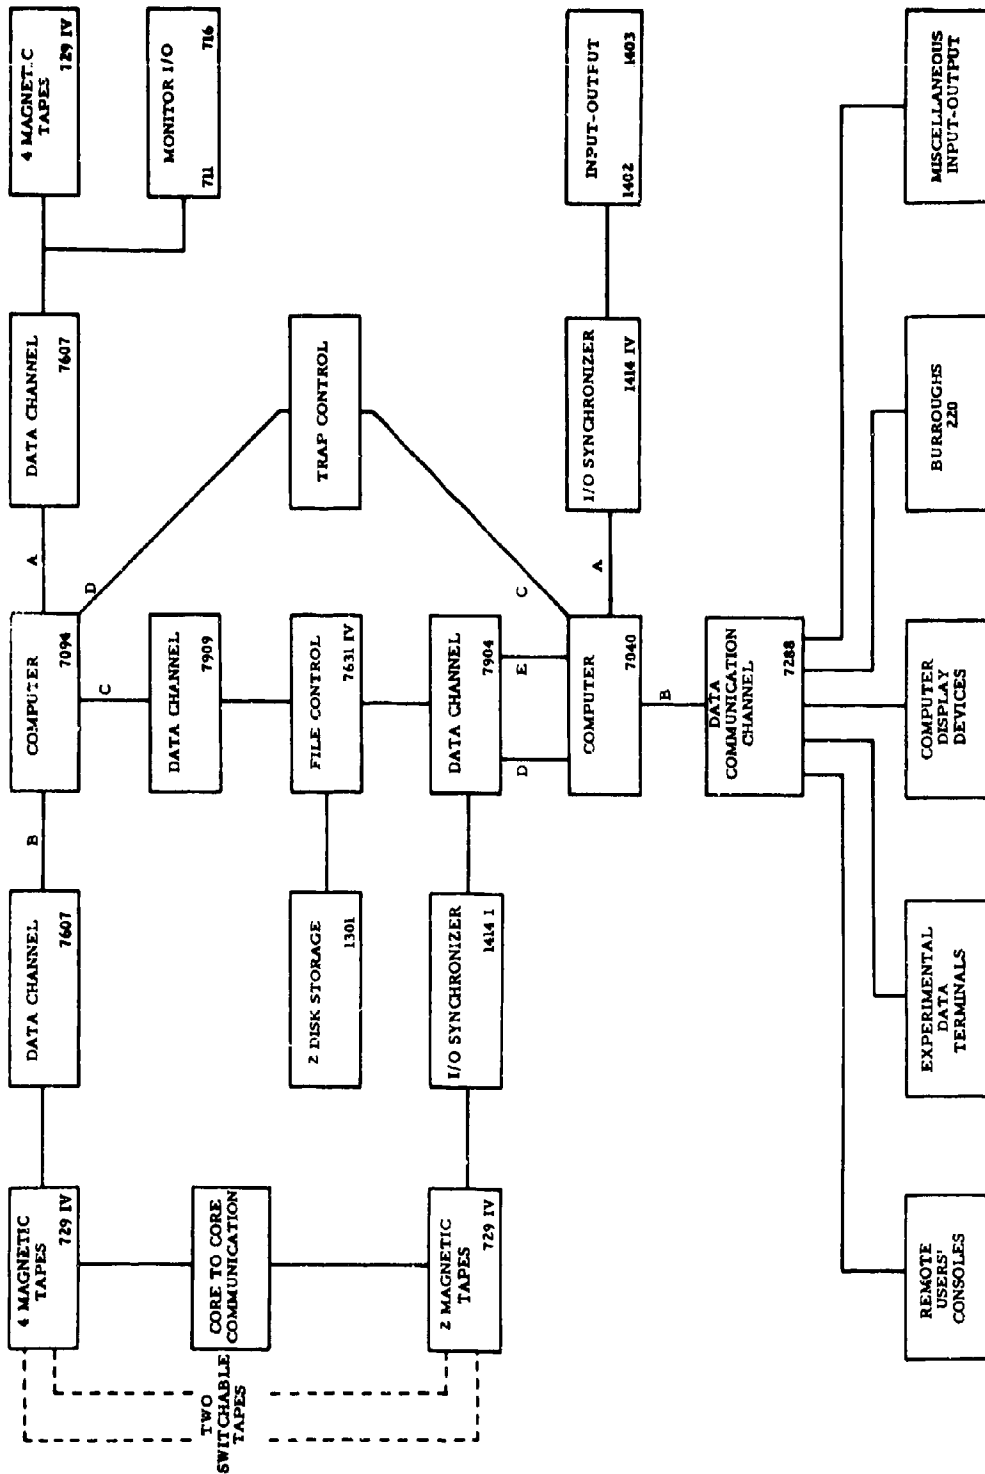 4 MAGNETIC
TAPES
729 IV
DATA CHANNEL
7607
B
COMPUTER
7094
A
DATA CHANNEL
7607
4 MAGNET.C
TAPES
729 IV
C
D
MONITOR I/O
711
716
DATA CHANNEL
7909
TWO
SWITCHABLE
TAPES
CORE TO CORE
COMMUNICATION
2 DISK STORAGE
1301
FILE CONTROL
7631 IV
TRAP CONTROL
2 MAGNETIC
TAPES
729 IV
I/O SYNCHRONIZER
1414 I
DATA CHANNEL
7904
D
E
C
COMPUTER
7040
A
I/O SYNCHRONIZER
1414 IV
INPUT-OUTPUT
1402
1403
B
DATA
COMMUNICATION
CHANNEL
7288
REMOTE
USERS'
CONSOLES
EXPERIMENTAL
DATA
TERMINALS
COMPUTER
DISPLAY
DEVICES
BURROUGHS
220
MISCELLANEOUS
INPUT-OUTPUT